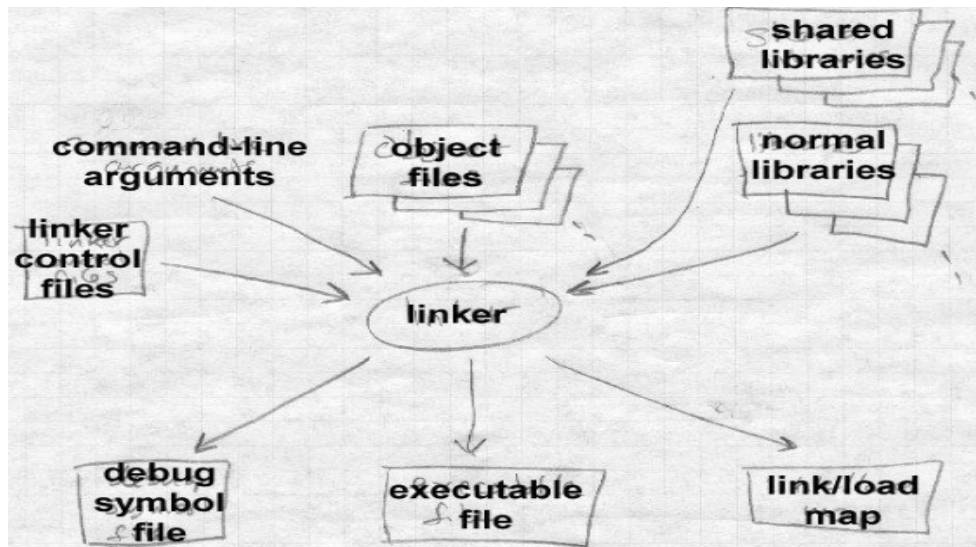 shared
libraries
command-line
arguments
object
files
normal
libraries
linker
control
files
linker
debug
symbol
file
executable
file
link/load
map